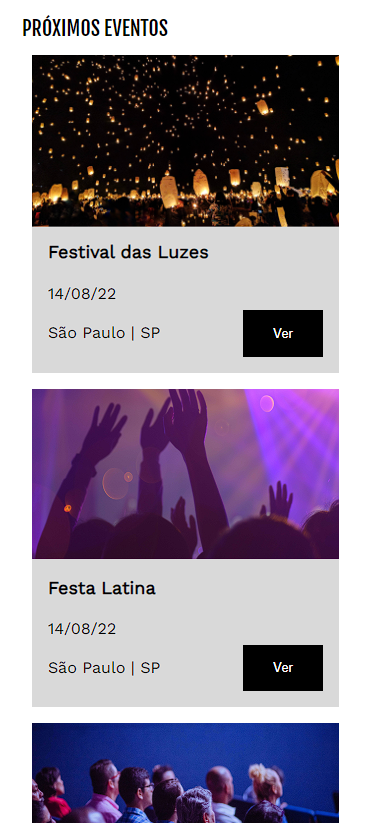 PRÓXIMOS EVENTOS
Festival das Luzes
14/08/22
São Paulo | SP
Ver
Festa Latina
14/08/22
São Paulo | SP
Ver